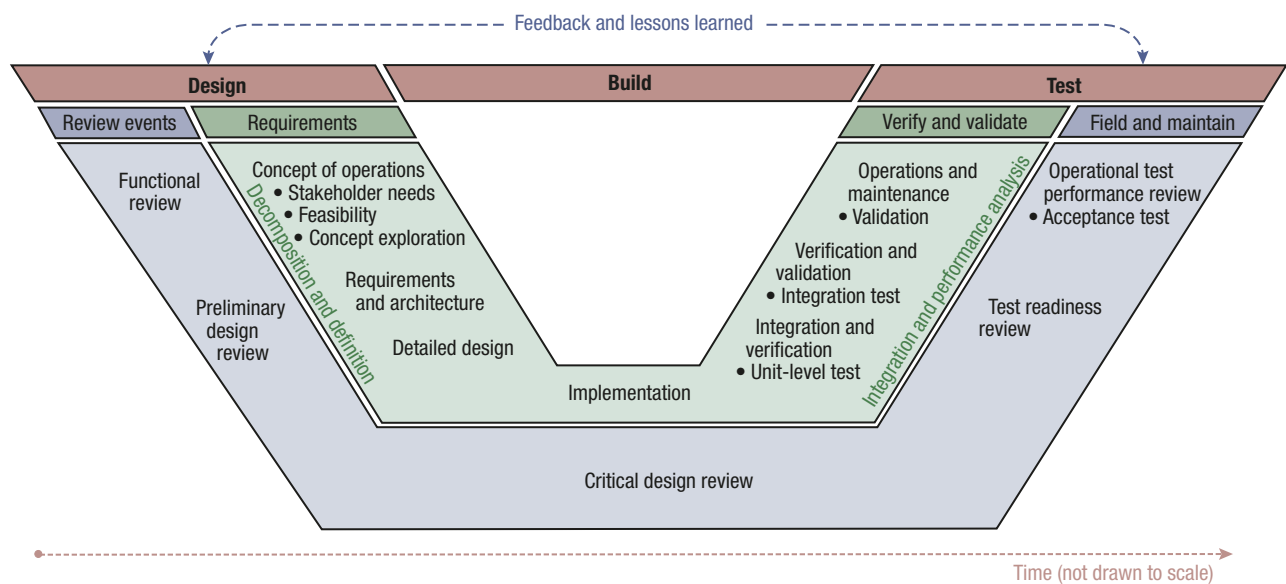 Feedback and lessons learned
Design
Build
Test
Review events
Requirements
Verify and validate
Field and maintain
Functional
review
Preliminary
design
review
Concept of operations
• Stakeholder needs
• Feasibility
• Concept exploration
Requirements
and architecture
Detailed design
Decomposition and definition
Implementation
Operations and
maintenance
• Validation
Verification and
validation
• Integration test
Integration and
verification
• Unit-level test
Integration and performance analysis
Operational test
performance review
• Acceptance test
Test readiness
review
Critical design review
Time (not drawn to scale)